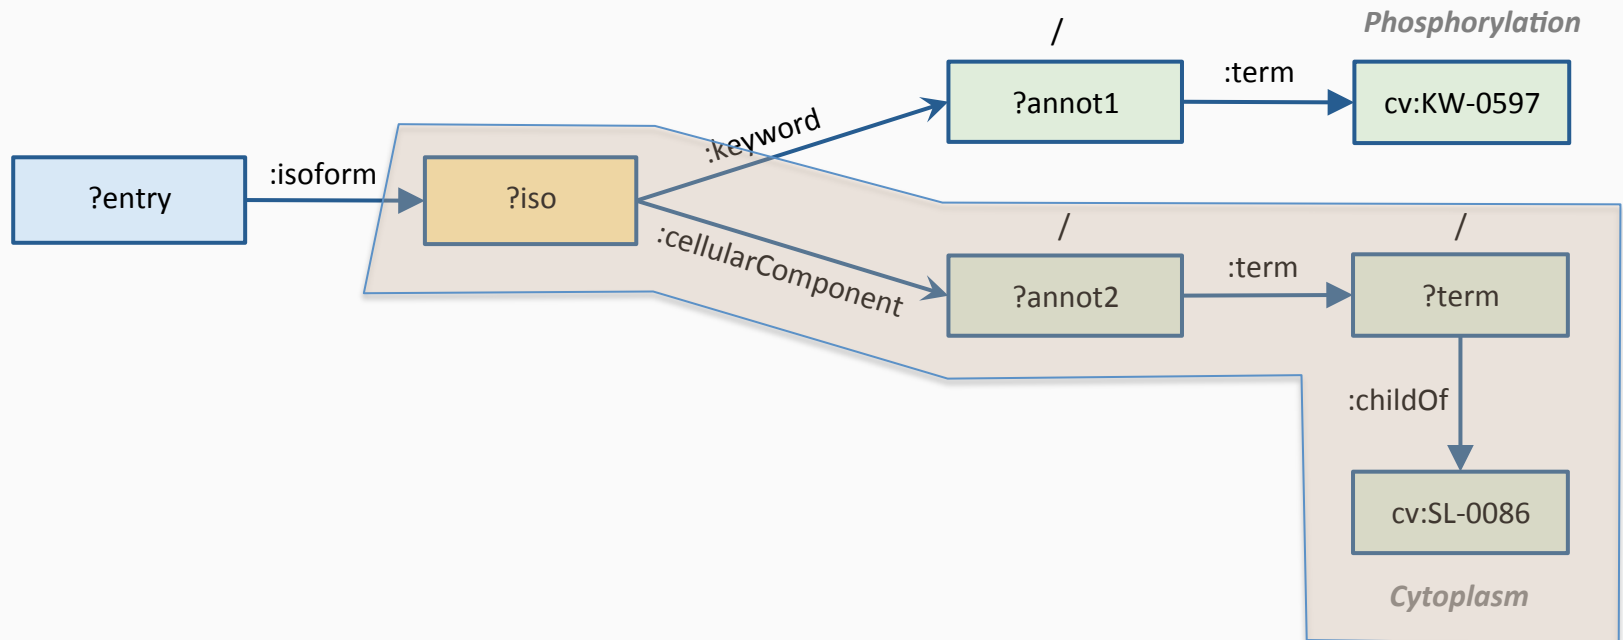 Phosphorylation
/
?annot1
:term
cv:KW-0597
:keyword
?entry
:isoform
?iso
:cellularComponent
/
/
?annot2
:term
?term
:childOf
cv:SL-0086
Cytoplasm